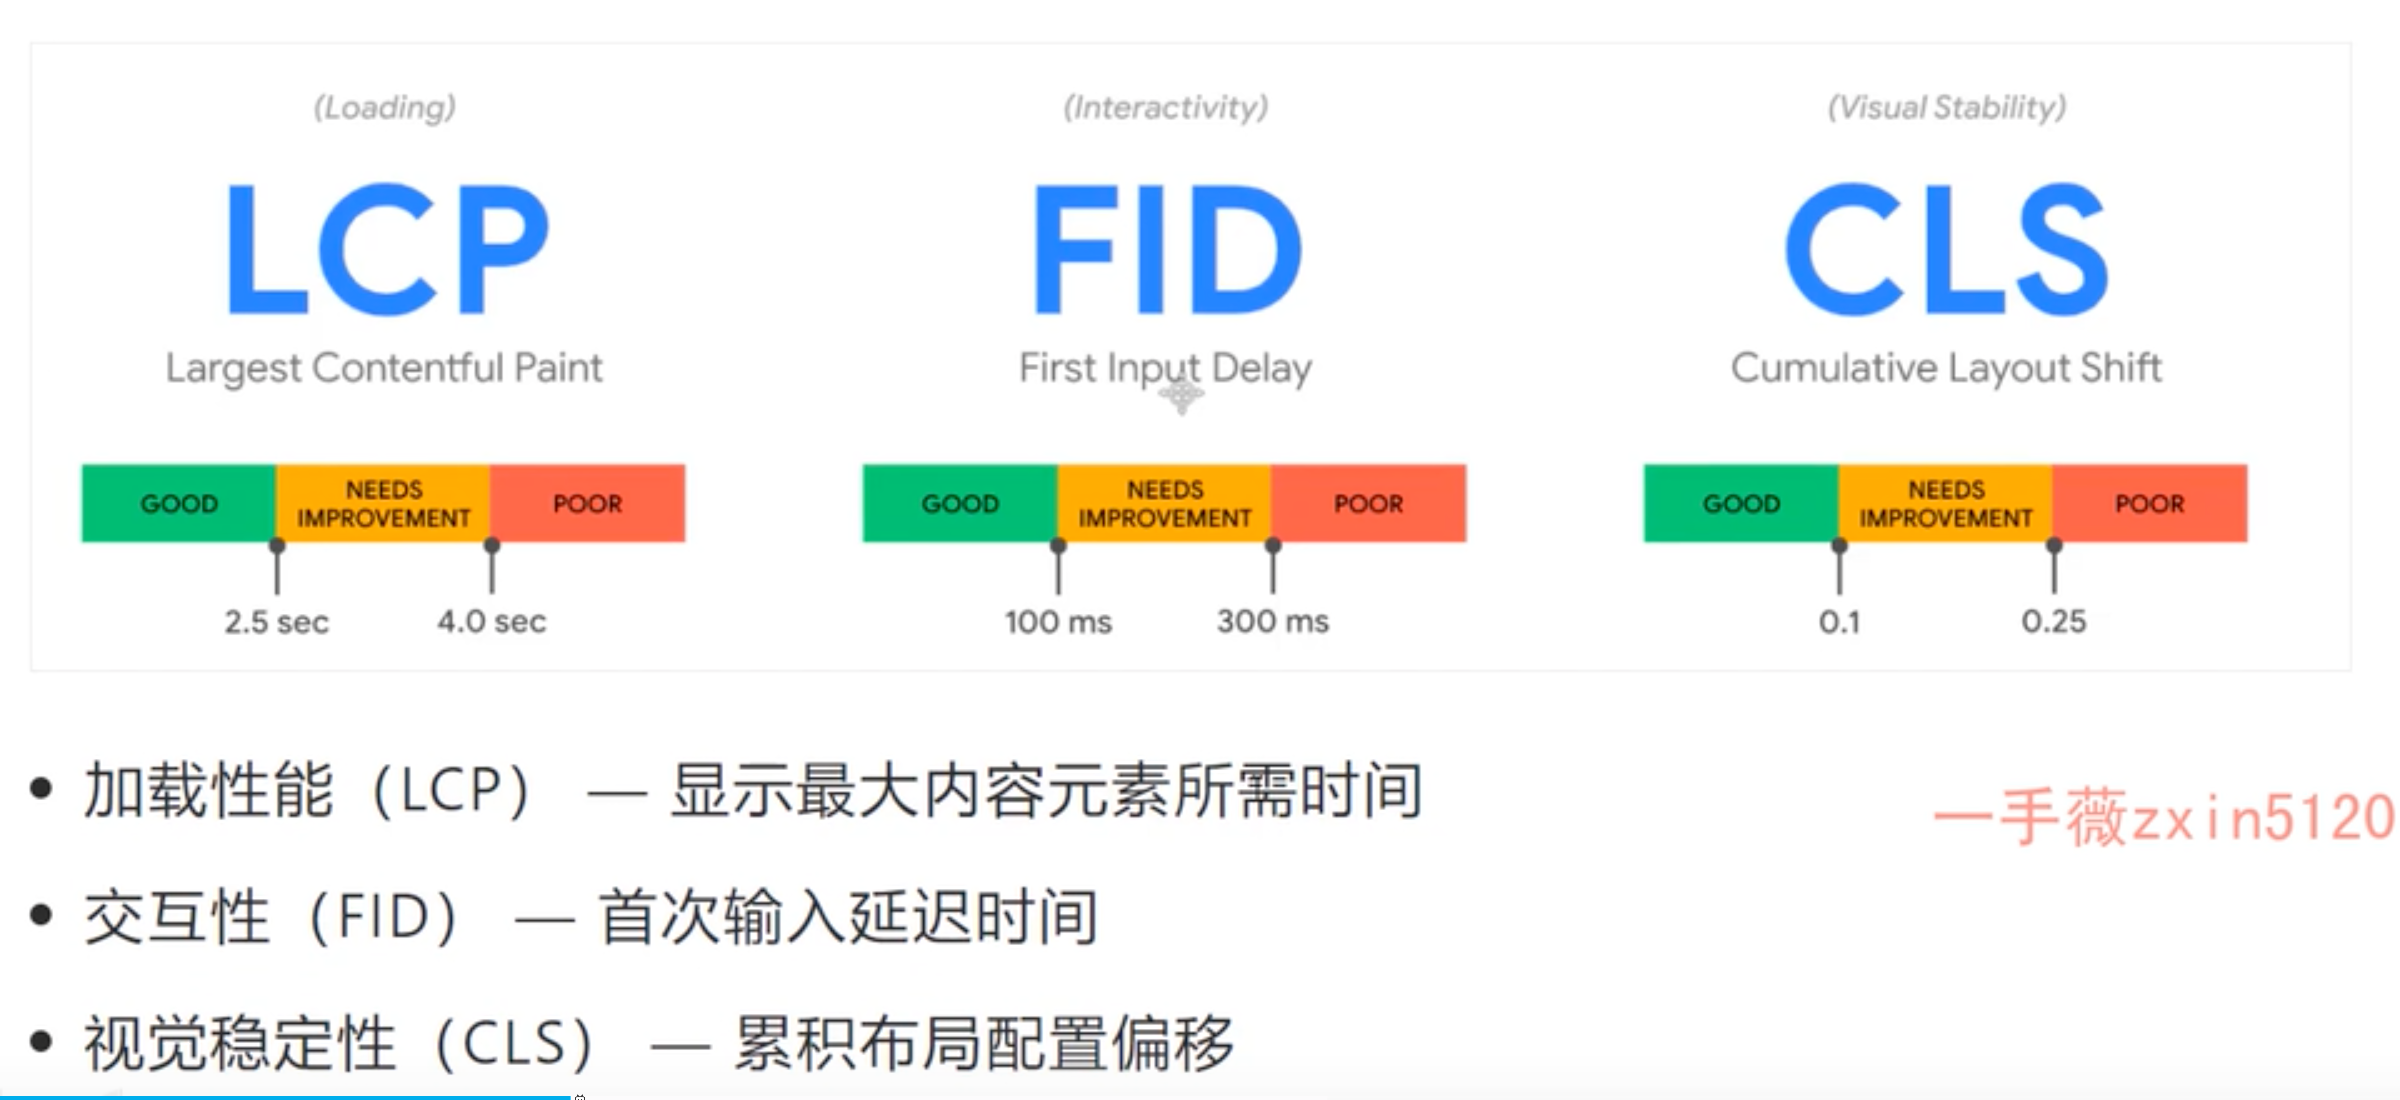 (Loading)
LCP
Largest Contentful Paint
GOOD
NEEDS
IMPROVEMENT
POOR
2.5 sec
4.0 sec
(Interactivity)
FID
First Input Delay
GOOD
NEEDS
IMPROVEMENT
POOR
100 ms
300 ms
(Visual Stability)
CLS
Cumulative Layout Shift
GOOD
NEEDS
IMPROVEMENT
POOR
0.1
0.25
• 加载性能（LCP） — 显示最大内容元素所需时间
一手薇zxin5120
• 交互性（FID） — 首次输入延迟时间
• 视觉稳定性（CLS） — 累积布局配置偏移